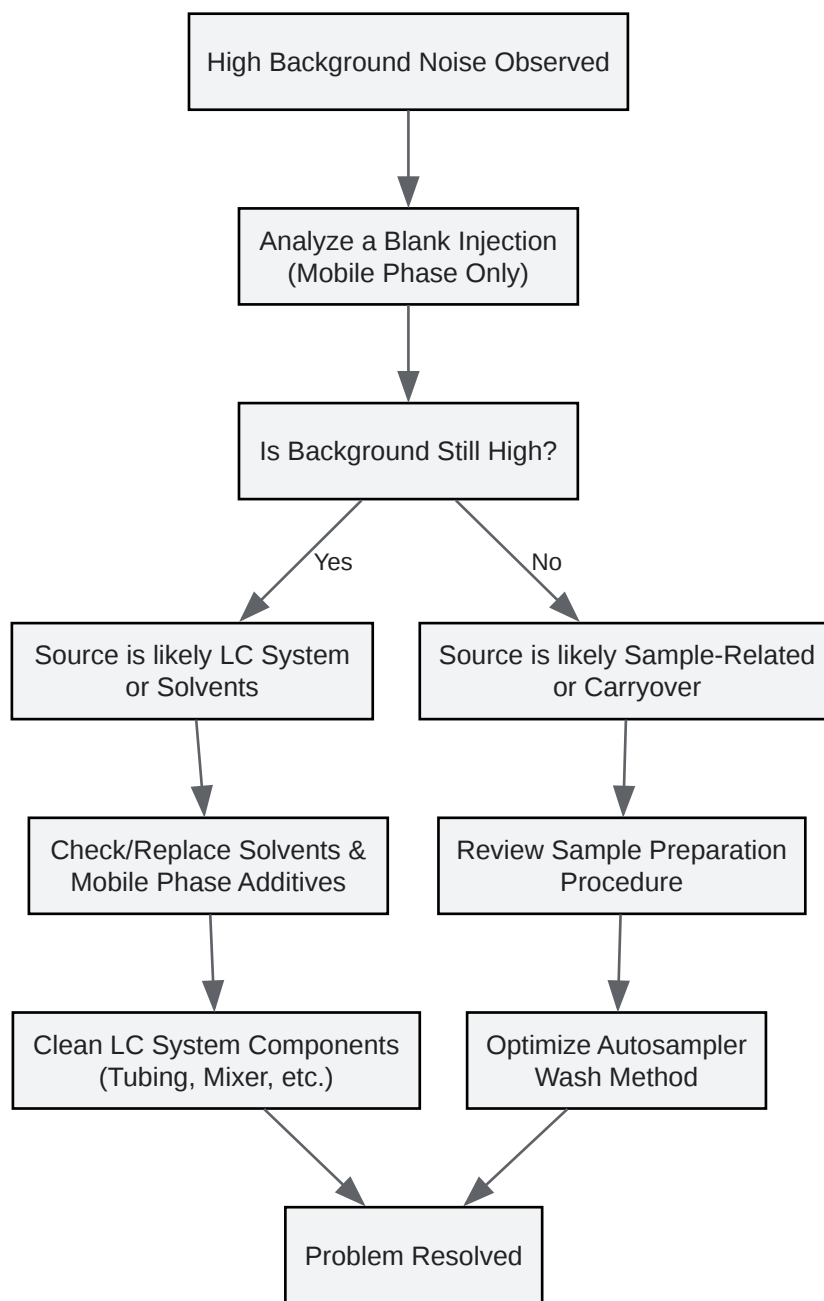 High Background Noise Observed
Analyze a Blank Injection
(Mobile Phase Only)
Is Background Still High?
Yes
No
Source is likely LC System
or Solvents
Source is likely Sample-Related
or Carryover
Check/Replace Solvents &
Mobile Phase Additives
Review Sample Preparation
Procedure
Clean LC System Components
(Tubing, Mixer, etc.)
Optimize Autosampler
Wash Method
Problem Resolved